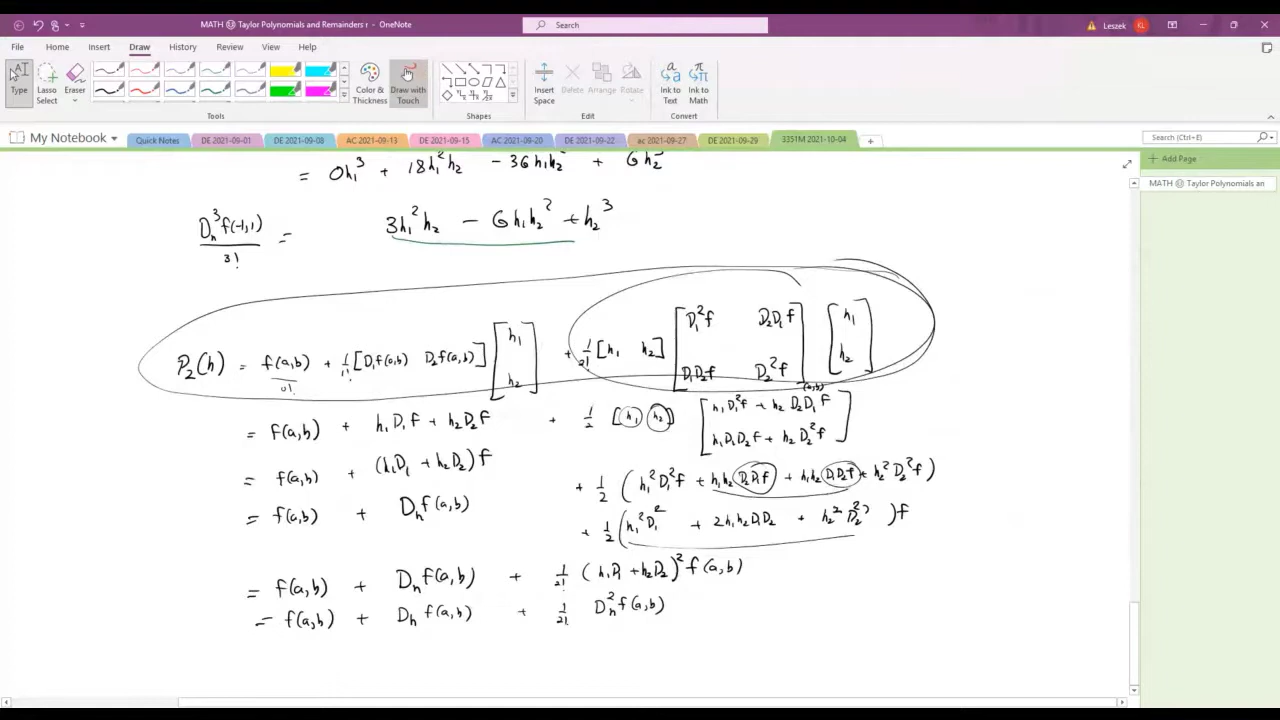 MATH @ Taylor Polynomials and Remainders r - OneNote
Search
Leszek
KL
File Home Insert Draw History Review View Help
Type
Lasso Select
Eraser
Color & Thickness
Draw with Touch
Insert Space
Delete
Arrange
Rotate
Ink to Text
Ink to Math
Tools
Shapes
Edit
Convert
My Notebook
Quick Notes
DE 2021-09-01
DE 2021-09-08
AC 2021-09-13
DE 2021-09-15
AC 2021-09-20
DE 2021-09-22
ac 2021-09-27
DE 2021-09-29
3351M 2021-10-04
Search (Ctrl+E)
Add Page
MATH @ Taylor Polynomials an
= 0h₁³ + 18h₁²h₂ - 36h₁h₂² + 6h₂³
D_h³f(-1,1)/3! = 3h₁²h₂ - 6h₁h₂² + h₂³
P₂(h) = f(a,b)/0! + 1/1! [D₁f(a,b) D₂f(a,b)] [h₁ h₂] + 1/2! [h₁ h₂] [D₁²f D₂D₁f D₁D₂f D₂²f](a,b) [h₁ h₂]
= f(a,b) + h₁D₁f + h₂D₂f + 1/2 [h₁ h₂] [h₁D₁²f + h₂D₂D₁f h₁D₁D₂f + h₂D₂²f]
= f(a,b) + (h₁D₁ + h₂D₂)f + 1/2 (h₁²D₁²f + h₁h₂D₂D₁f + h₁h₂D₁D₂f + h₂²D₂²f)
= f(a,b) + D_h f(a,b) + 1/2 (h₁²D₁² + 2h₁h₂D₁D₂ + h₂²D₂²)f
= f(a,b) + D_h f(a,b) + 1/2! (h₁D₁ + h₂D₂)² f(a,b)
= f(a,b) + D_h f(a,b) + 1/2! D_h² f(a,b)